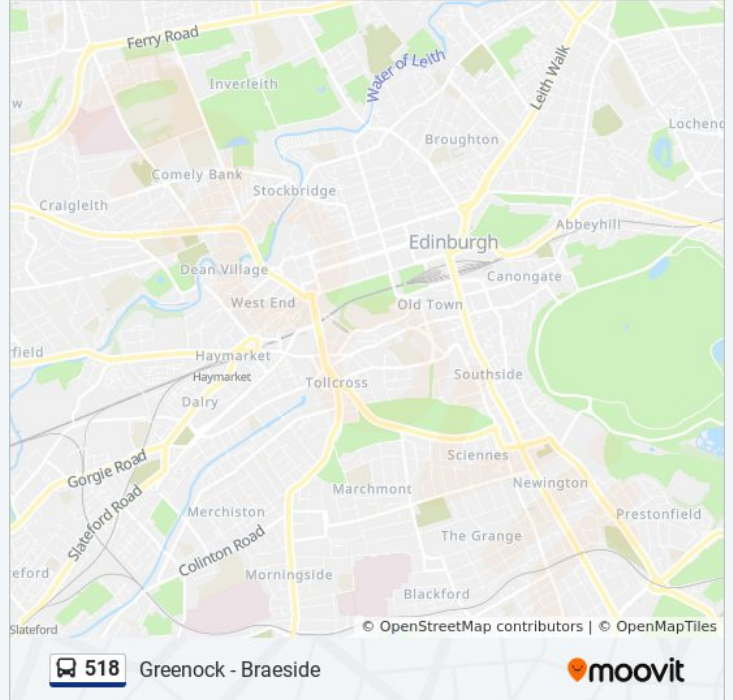 Ferry Road
Water of Leith
Leith Walk
Inverleith
w
Lochend
Broughton
Comely Bank
Stockbridge
Craigleith
Abbeyhill
Edinburgh
Dean Village
Canongate
West End
Old Town
field
Haymarket
Haymarket
Southside
Tollcross
Dalry
Sciennes
Gorgie Road
Newington
Marchmont
Slateford Road
Merchiston
Prestonfield
The Grange
Colinton Road
eford
Morningside
Blackford
Slateford
© OpenStreetMap contributors | © OpenMapTiles
518 Greenock - Braeside
moovit